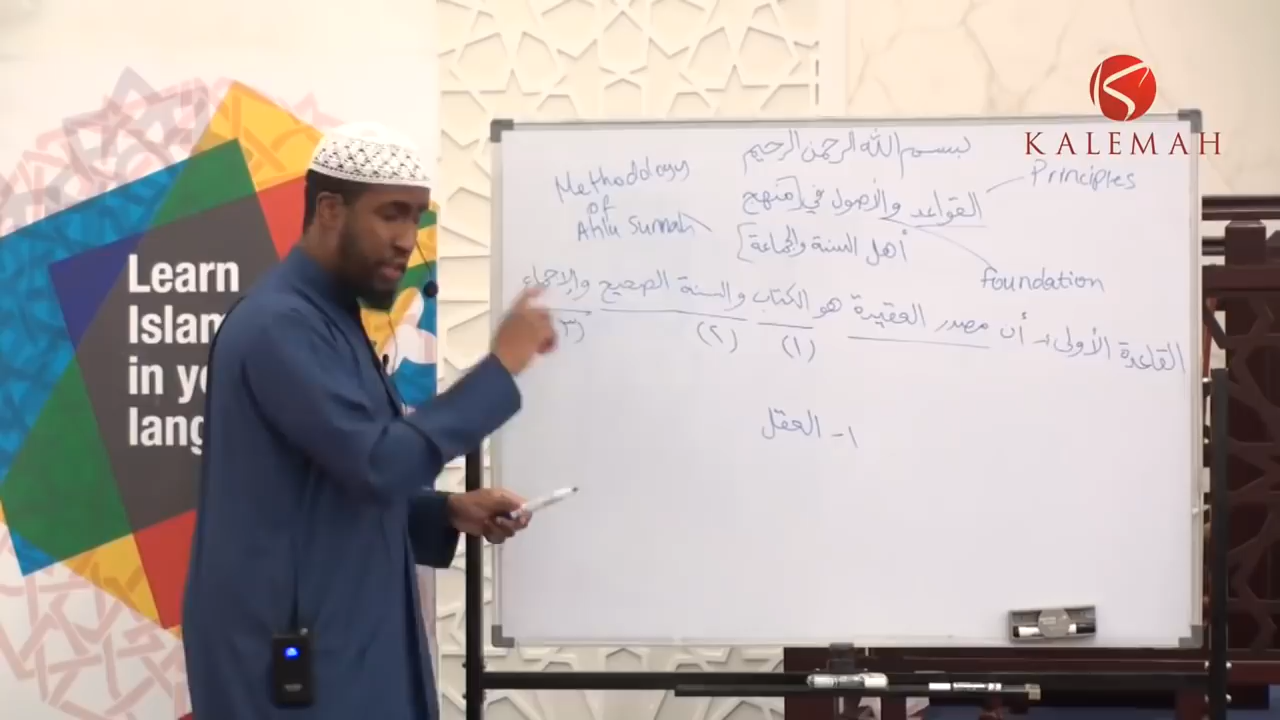 KALEMAH
Learn
Islam
in yo
lang
بسم الله الرحمن الرحيم
القواعد والأصول في [منهج
أهل السنة والجماعة]
Principles
foundation
Methodology
of
Ahlu Sunnah
القاعدة الأولى: أن مصدر العقيدة هو الكتاب والسنة الصحيح والإجماع
(١) (٢) (٣)
١- العقل